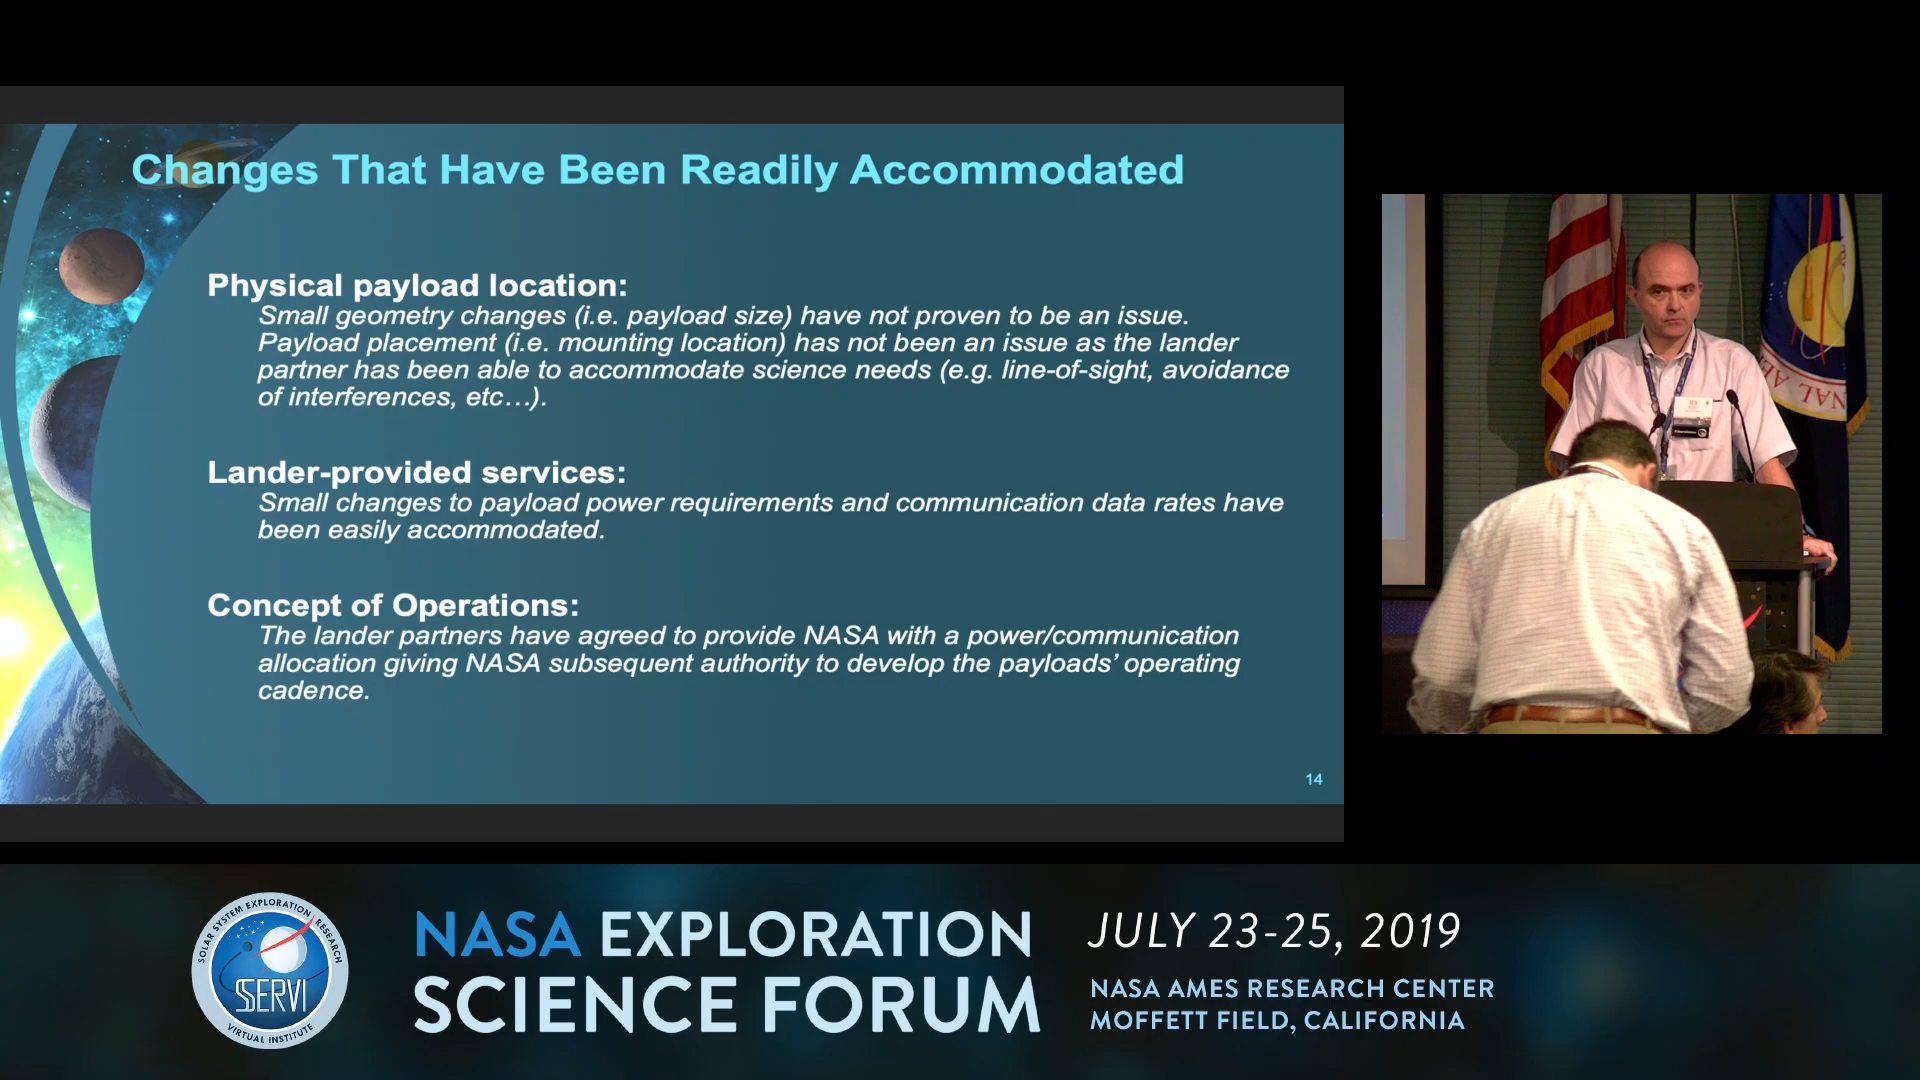 Changes That Have Been Readily Accommodated
Physical payload location:
Small geometry changes (i.e. payload size) have not proven to be an issue.
Payload placement (i.e. mounting location) has not been an issue as the lander
partner has been able to accommodate science needs (e.g. line-of-sight, avoidance
of interferences, etc…).
Lander-provided services:
Small changes to payload power requirements and communication data rates have
been easily accommodated.
Concept of Operations:
The lander partners have agreed to provide NASA with a power/communication
allocation giving NASA subsequent authority to develop the payloads’ operating
cadence.
14
SOLAR SYSTEM EXPLORATION RESEARCH
SSERVI
VIRTUAL INSTITUTE
NASA EXPLORATION
SCIENCE FORUM
JULY 23-25, 2019
NASA AMES RESEARCH CENTER
MOFFETT FIELD, CALIFORNIA